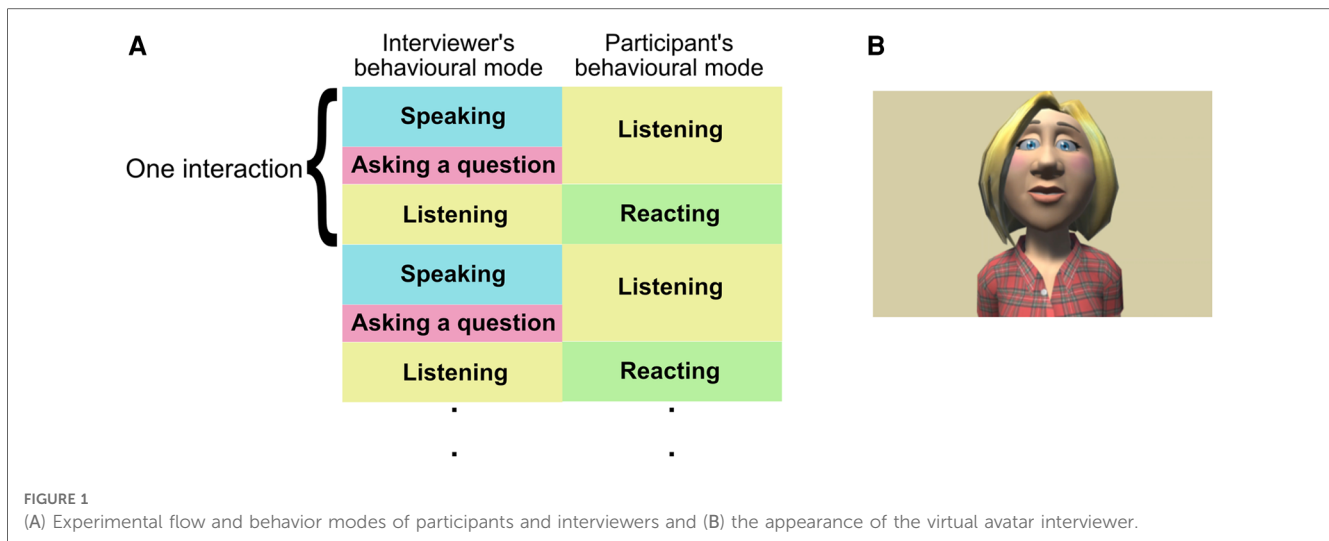 A
Interviewer's
behavioural mode
Participant's
behavioural mode
B
One interaction
Speaking
Listening
Asking a question
Listening
Reacting
Speaking
Listening
Asking a question
Listening
Reacting
. .
. .
FIGURE 1
(A) Experimental flow and behavior modes of participants and interviewers and (B) the appearance of the virtual avatar interviewer.